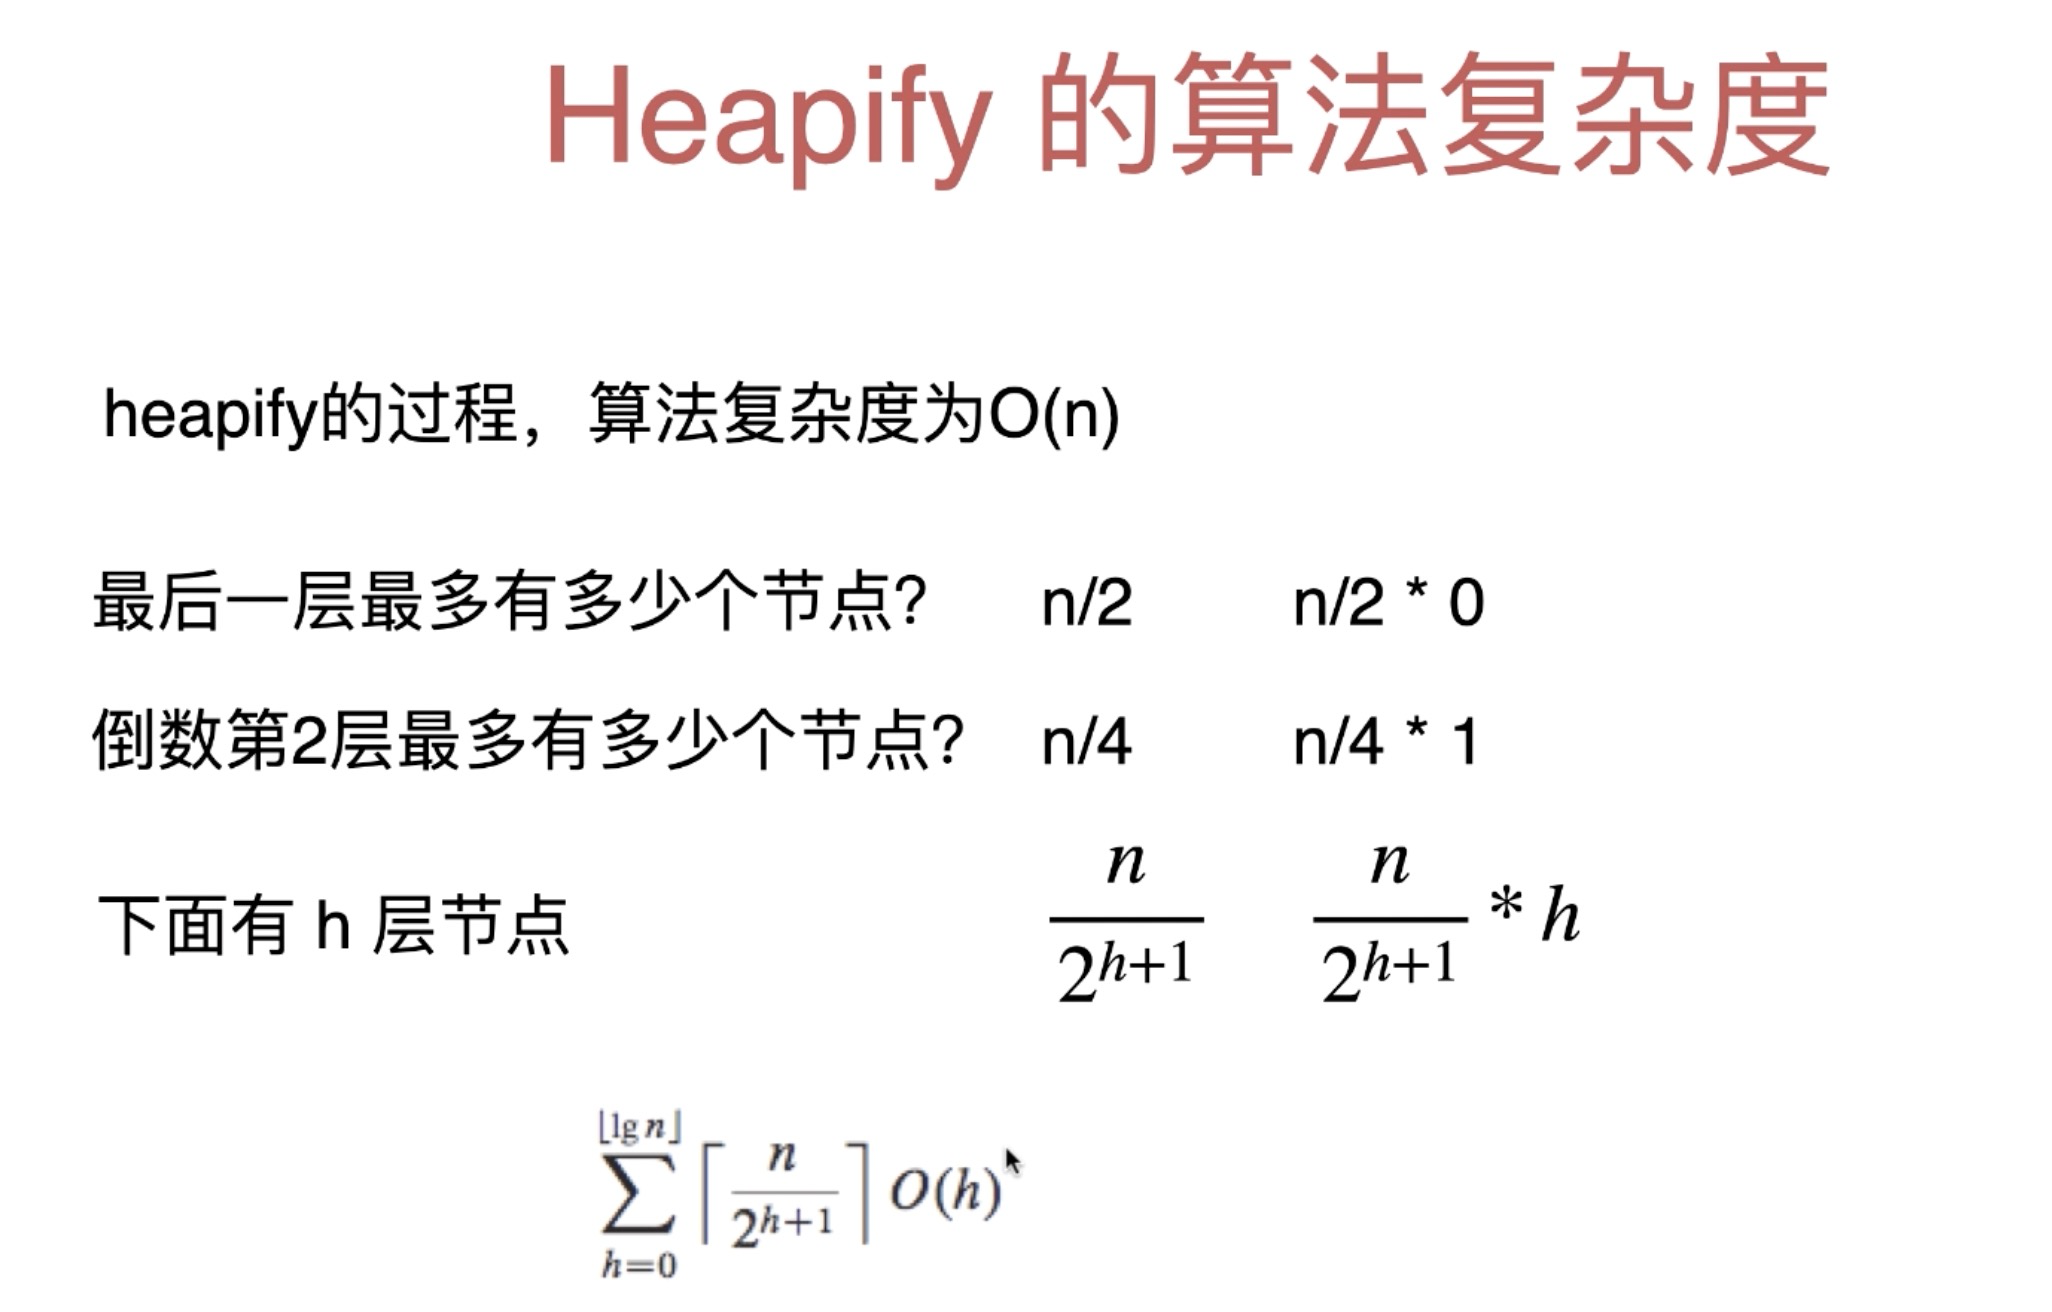 Heapify 的算法复杂度
heapify的过程，算法复杂度为O(n)
最后一层最多有多少个节点？ n/2 n/2 * 0
倒数第2层最多有多少个节点？ n/4 n/4 * 1
下面有 h 层节点 \frac{n}{2^{h+1}} \frac{n}{2^{h+1}} * h
\sum_{h=0}^{\lfloor \lg n \rfloor} \lceil \frac{n}{2^{h+1}} \rceil O(h)